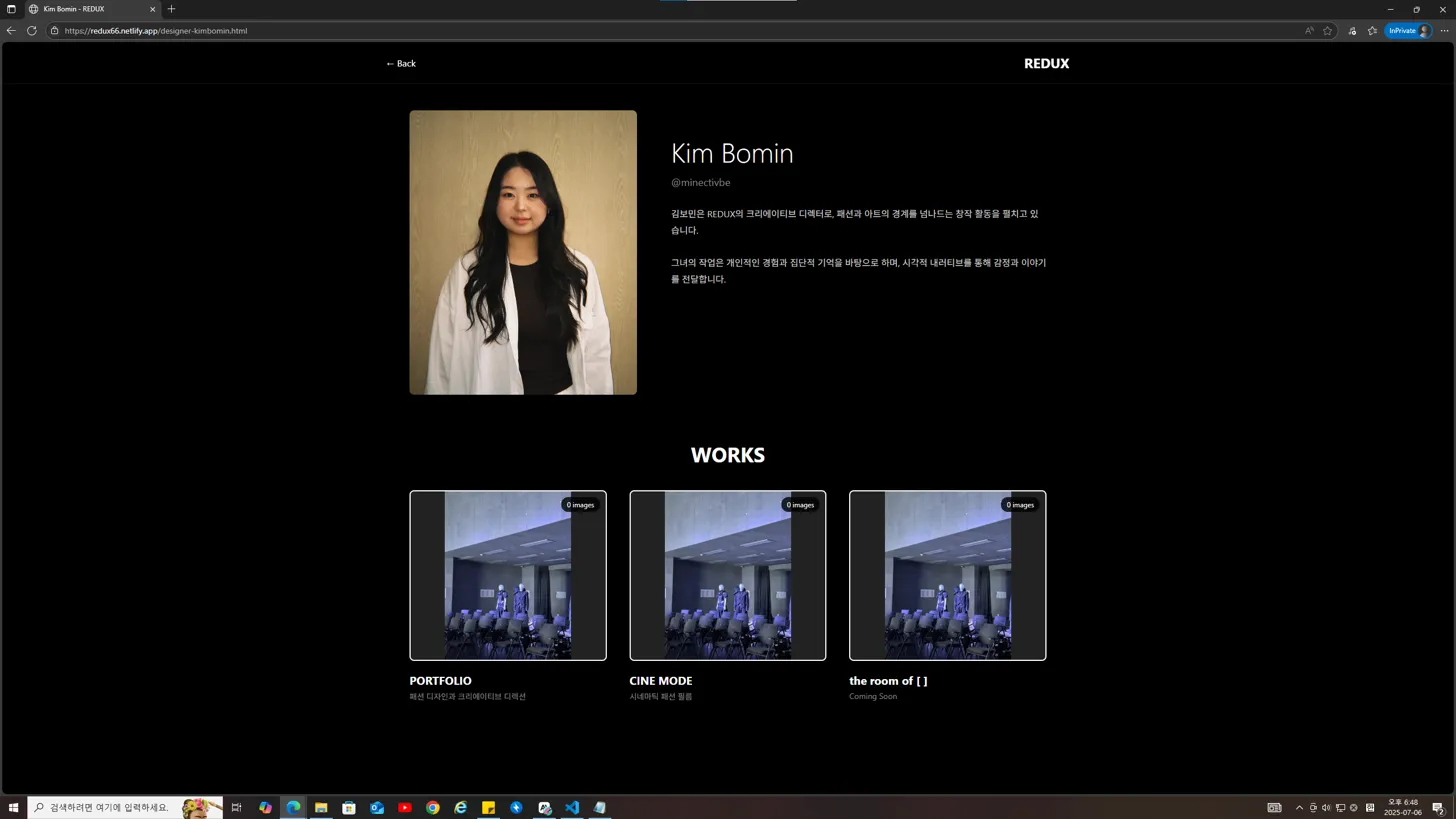 Kim Bomin - REDUX
https://redux66.netlify.app/designer-kimbomin.html
InPrivate
← Back
REDUX
Kim Bomin
@minectivbe
김보민은 REDUX의 크리에이티브 디렉터로, 패션과 아트의 경계를 넘나드는 창작 활동을 펼치고 있
습니다.
그녀의 작업은 개인적인 경험과 집단적 기억을 바탕으로 하며, 시각적 내러티브를 통해 감정과 이야기
를 전달합니다.
WORKS
0 images
0 images
0 images
PORTFOLIO
CINE MODE
the room of [ ]
패션 디자인과 크리에이티브 디렉션
시네마틱 패션 필름
Coming Soon
검색하려면 여기에 입력하세요.
오후 6:48
2025-07-06